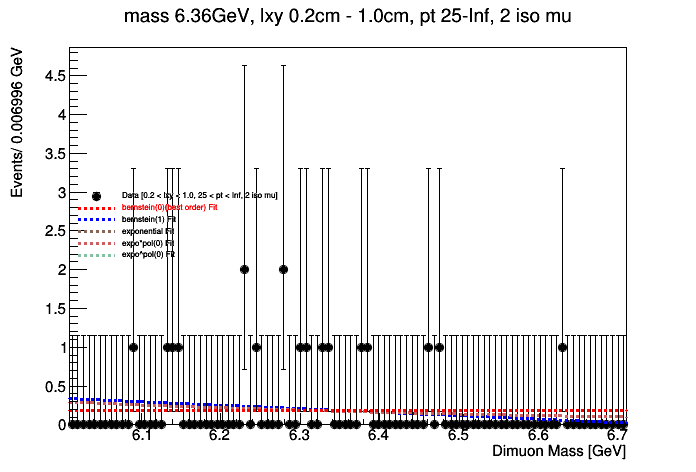 mass 6.36GeV, lxy 0.2cm - 1.0cm, pt 25-Inf, 2 iso mu
Events/ 0.006996 GeV
4.5
4
3.5
3
2.5
2
1.5
1
0.5
0
Data [0.2 < lxy < 1.0, 25 < pt < Inf, 2 iso mu]
bernstein(0)(best order) Fit
bernstein(1) Fit
exponential Fit
expo*pol(0) Fit
expo^pol(0) Fit
6.1 6.2 6.3 6.4 6.5 6.6 6.7
Dimuon Mass [GeV]